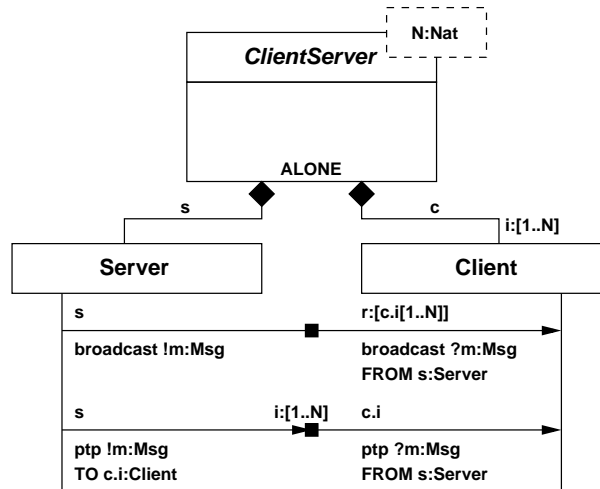 N:Nat
ClientServer
ALONE
s
c
i:[1..N]
Server
Client
s
r:[c.i[1..N]]
broadcast !m:Msg
broadcast ?m:Msg
FROM s:Server
s
i:[1..N]
c.i
ptp !m:Msg
ptp ?m:Msg
TO c.i:Client
FROM s:Server